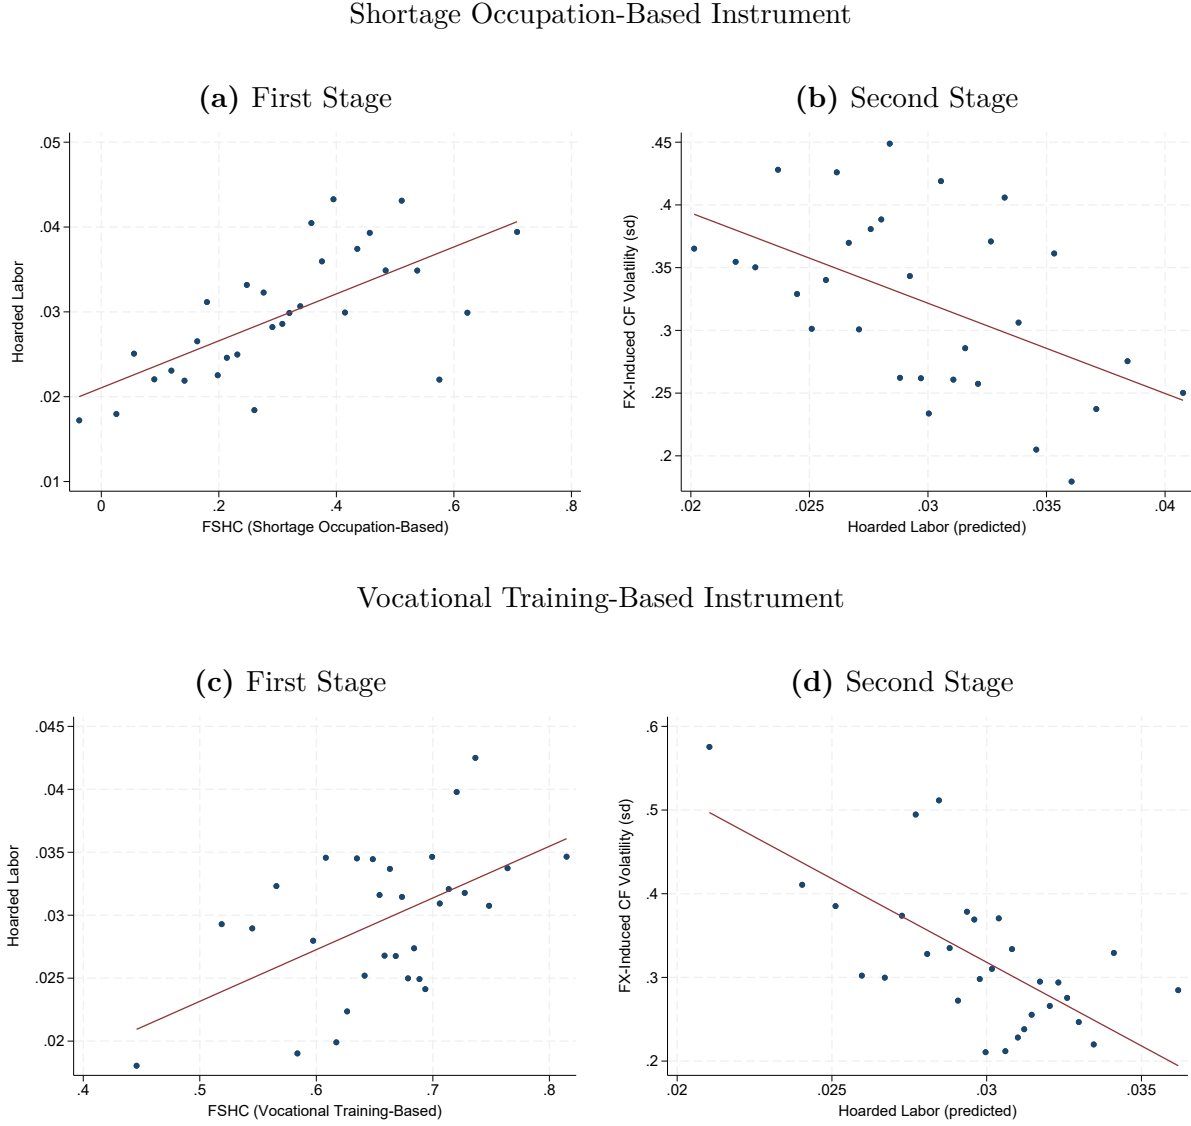 Shortage Occupation-Based Instrument
(a) First Stage
.05
.04
.03
.02
.01
Hoarded Labor
0 .2 .4 .6 .8
FSHC (Shortage Occupation-Based)
(b) Second Stage
.45
.4
.35
.3
.25
.2
FX-Induced CF Volatility (sd)
.02 .025 .03 .035 .04
Hoarded Labor (predicted)
Vocational Training-Based Instrument
(c) First Stage
.045
.04
.035
.03
.025
.02
Hoarded Labor
.4 .5 .6 .7 .8
FSHC (Vocational Training-Based)
(d) Second Stage
.6
.5
.4
.3
.2
FX-Induced CF Volatility (sd)
.02 .025 .03 .035
Hoarded Labor (predicted)